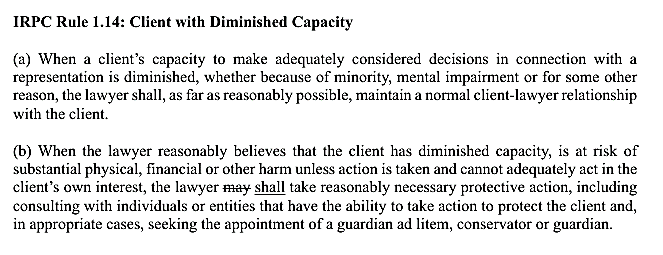 IRPC Rule 1.14: Client with Diminished Capacity
(a) When a client's capacity to make adequately considered decisions in connection with a
representation is diminished, whether because of minority, mental impairment or for some other
reason, the lawyer shall, as far as reasonably possible, maintain a normal client-lawyer relationship
with the client.
(b) When the lawyer reasonably believes that the client has diminished capacity, is at risk of
substantial physical, financial or other harm unless action is taken and cannot adequately act in the
client's own interest, the lawyer may shall take reasonably necessary protective action, including
consulting with individuals or entities that have the ability to take action to protect the client and,
in appropriate cases, seeking the appointment of a guardian ad litem, conservator or guardian.